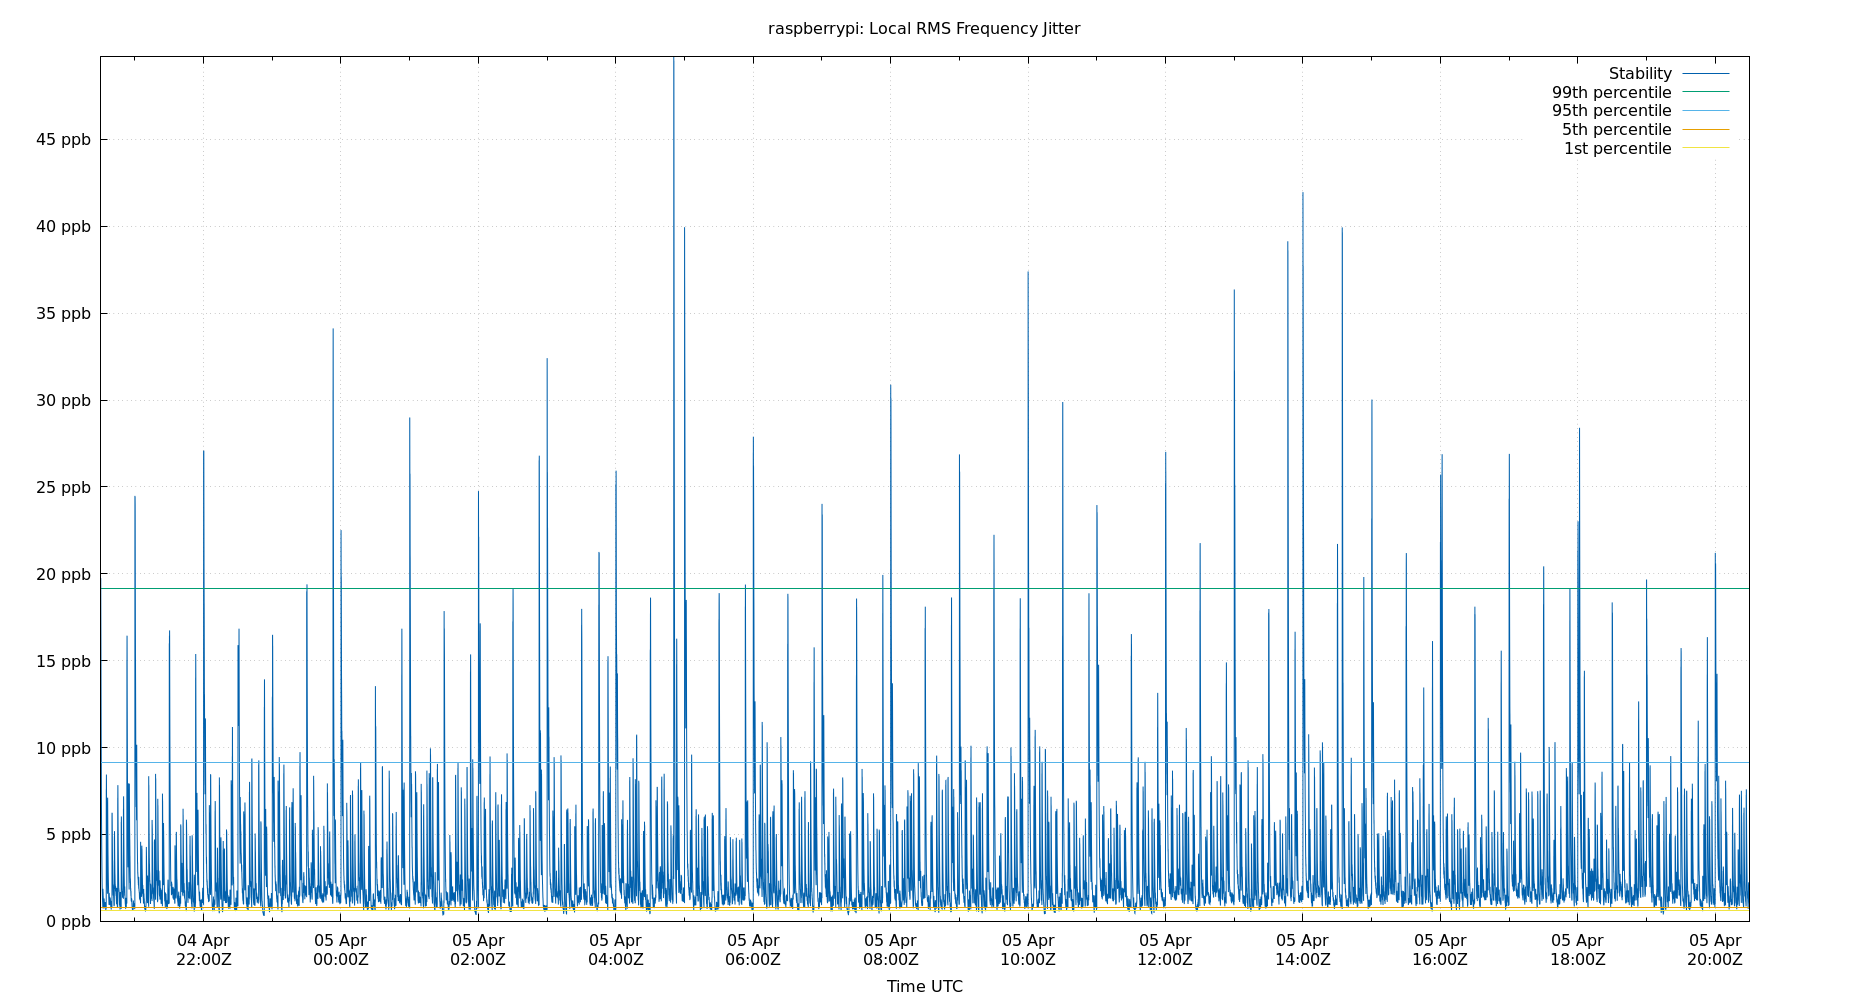 raspberrypi: Local RMS Frequency Jitter
Stability
99th percentile
95th percentile
5th percentile
1st percentile
45 ppb
40 ppb
35 ppb
30 ppb
25 ppb
20 ppb
15 ppb
10 ppb
5 ppb
0 ppb
04 Apr 05 Apr 05 Apr 05 Apr 05 Apr 05 Apr 05 Apr 05 Apr 05 Apr 05 Apr 05 Apr 05 Apr
22:00Z 00:00Z 02:00Z 04:00Z 06:00Z 08:00Z 10:00Z 12:00Z 14:00Z 16:00Z 18:00Z 20:00Z
Time UTC